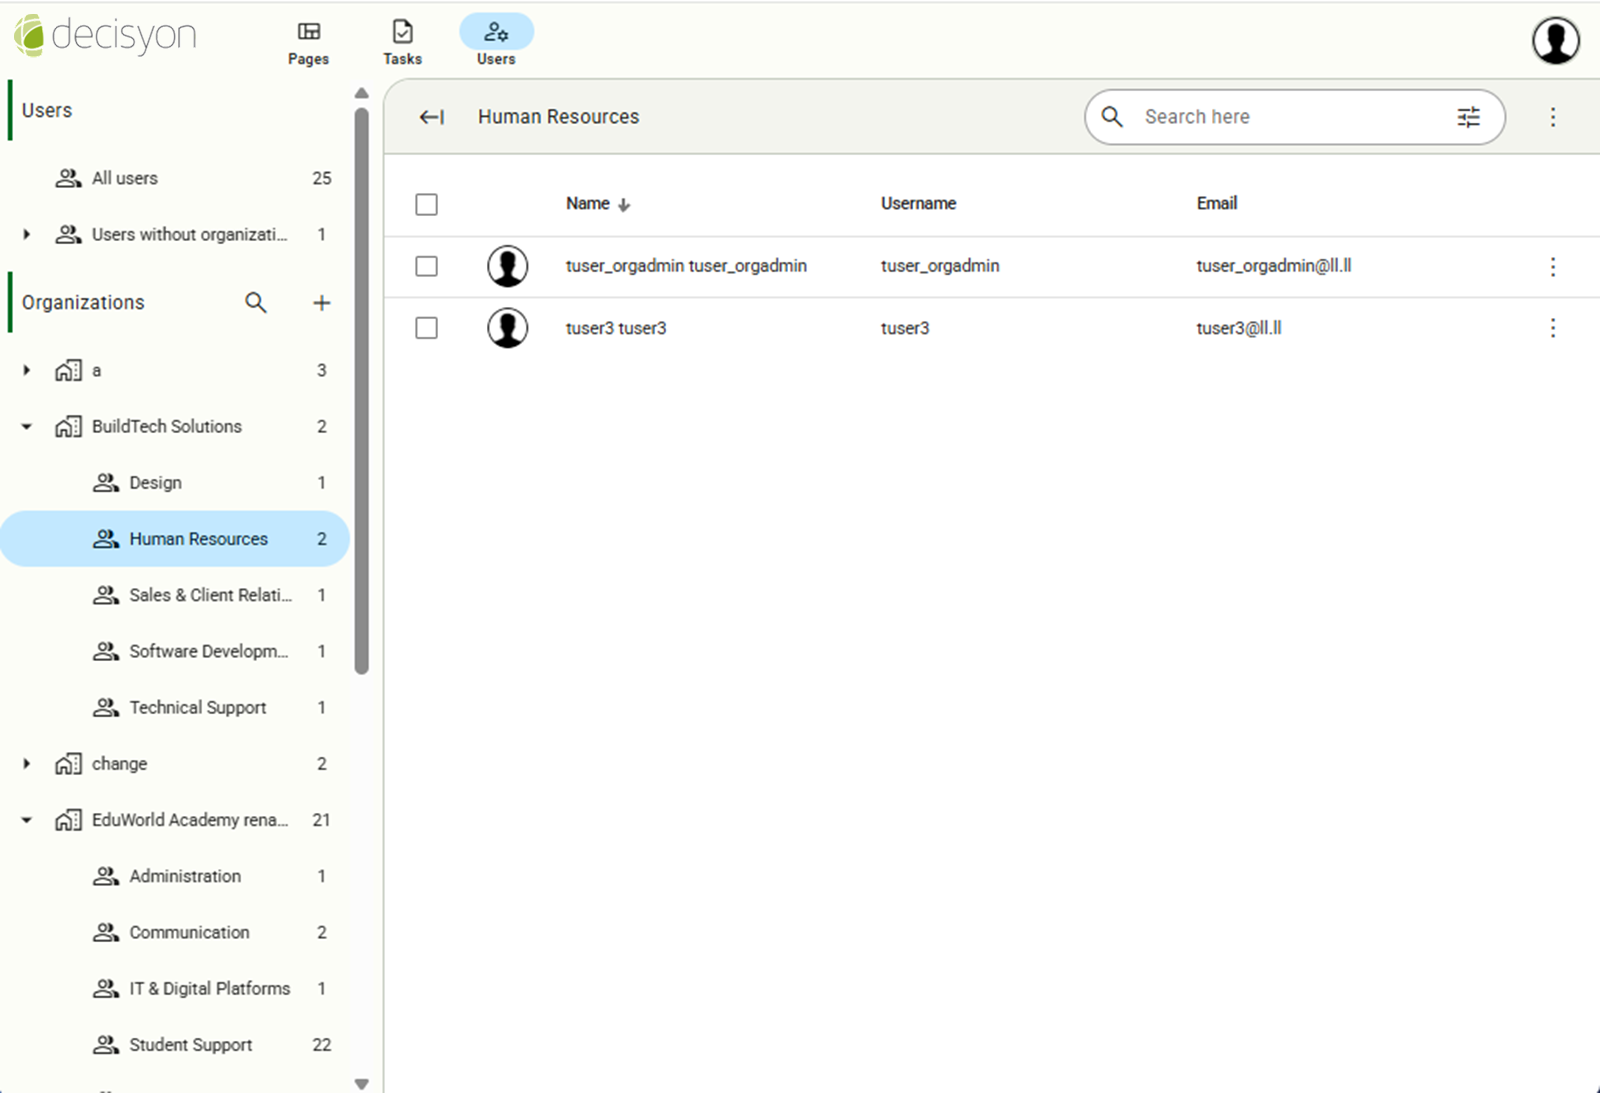 decisyon
Pages
Tasks
Users
Users
All users 25
Users without organizati... 1
Organizations
a 3
BuildTech Solutions 2
Design 1
Human Resources 2
Sales & Client Relati... 1
Software Developm... 1
Technical Support 1
change 2
EduWorld Academy rena... 21
Administration 1
Communication 2
IT & Digital Platforms 1
Student Support 22
Human Resources
Search here
Name Username Email
tuser_orgadmin tuser_orgadmin tuser_orgadmin tuser_orgadmin@ll.ll
tuser3 tuser3 tuser3 tuser3@ll.ll